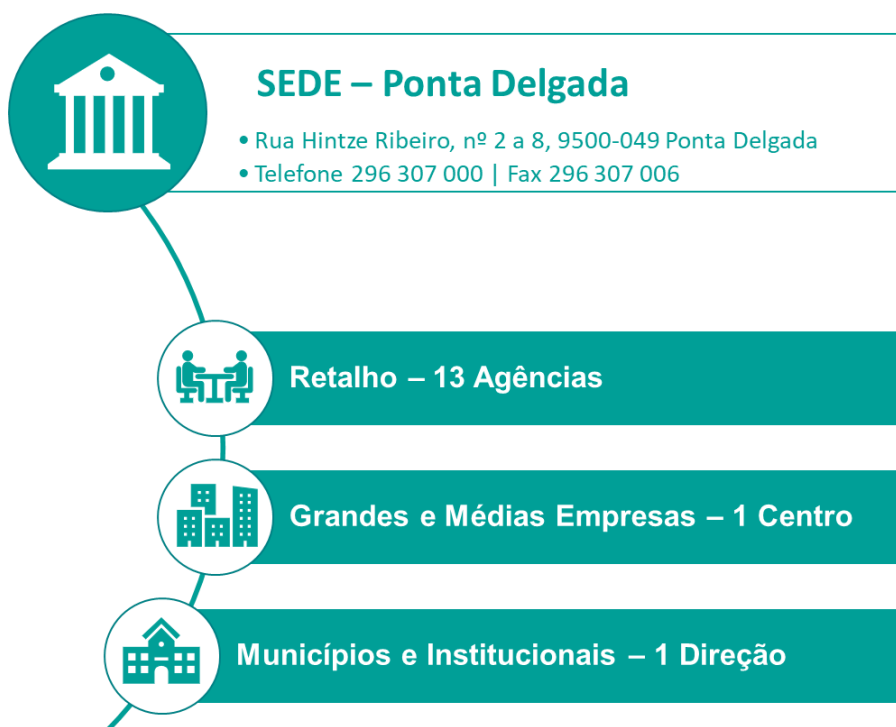 SEDE – Ponta Delgada
• Rua Hintze Ribeiro, nº 2 a 8, 9500-049 Ponta Delgada
• Telefone 296 307 000 | Fax 296 307 006
Retalho – 13 Agências
Grandes e Médias Empresas – 1 Centro
Municípios e Institucionais – 1 Direção